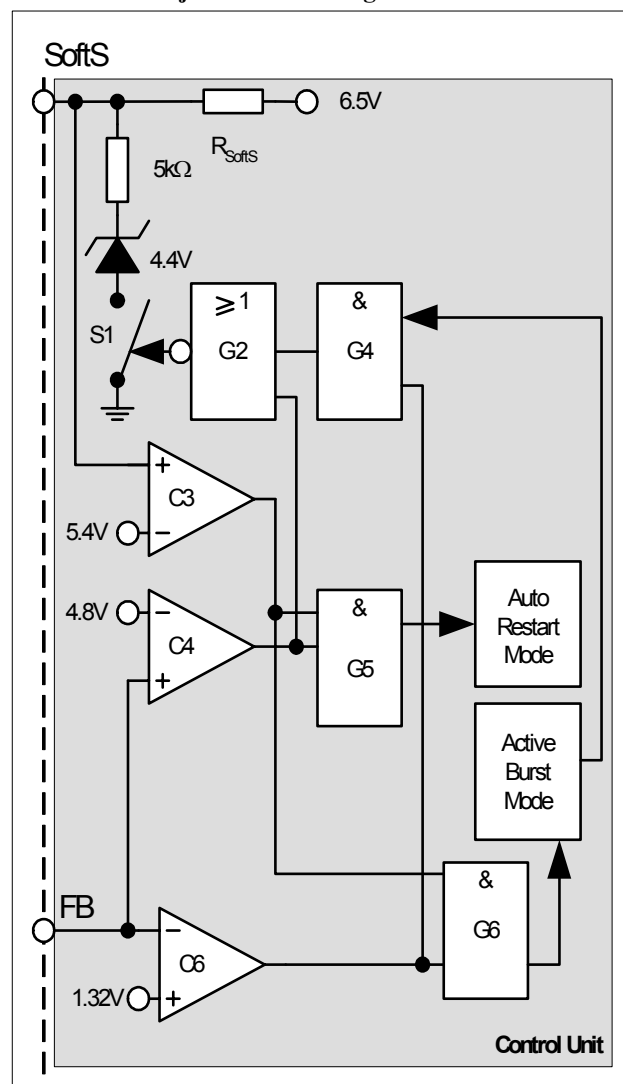 SoftS
6.5V
R SoftS
5kΩ
4.4V
≥1
&
S1
G2
G4
+
C3
5.4V
-
4.8V
-
&
Auto
Restart
Mode
C4
G5
+
Active
Burst
Mode
FB
&
-
G6
C6
1.32V
+
Control Unit